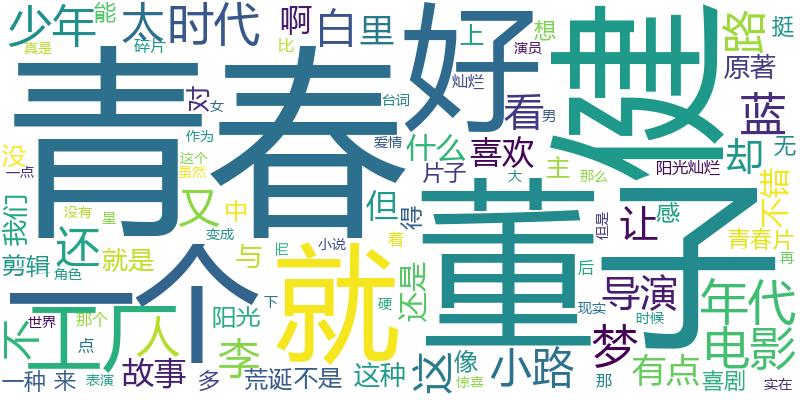 少年 能 太 时代 啊 白 里 好 上 想 健 路 挺
真是 碎片 比 演员 灿烂 原著
青春 对 女 台词 看 蓝
没 作为 爱情 什么 喜欢 主 阳光灿烂 却 无
一点 这个 虽然 片子 大 那么 不错
我们 没有 星 又 中 但 得 董 子 但是 让 感
还 变成 小说 着 青春 片
剪辑 角色 就是 与 一个 就 还是 后 导演 年代 再
世界 那个 阳光 下 硬 现实 时候
不 工厂 人 李 这 像 小路 梦 电影
点 有点 喜剧
一种 来 表演 故事 多 荒诞 不是 这种 惊喜 那 实在